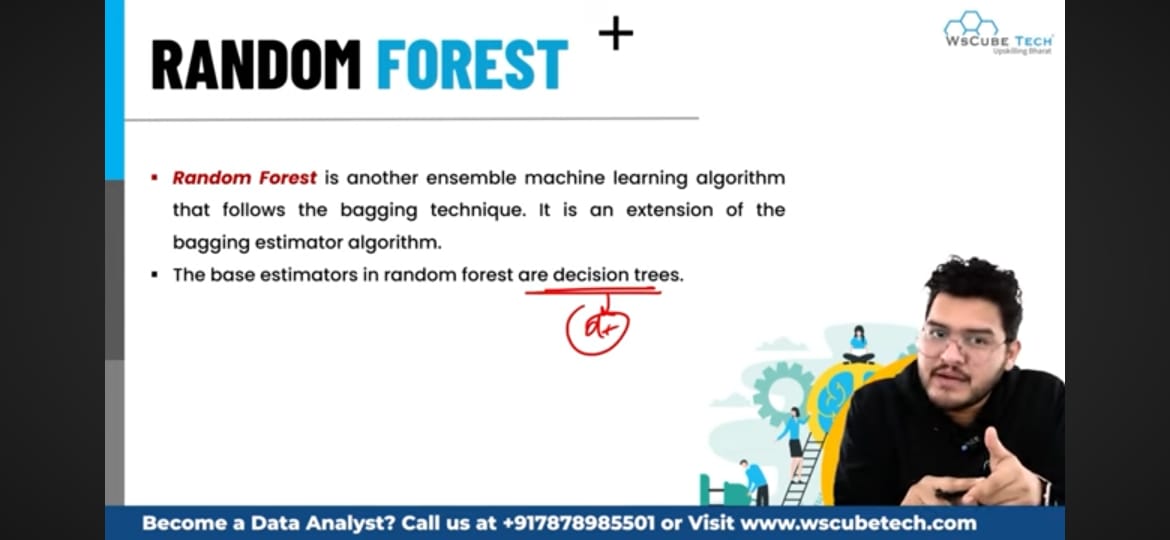 RANDOM FOREST
WsCube Tech
Upskilling Bharat
Random Forest is another ensemble machine learning algorithm
that follows the bagging technique. It is an extension of the
bagging estimator algorithm.
The base estimators in random forest are decision trees.
Become a Data Analyst? Call us at +917878985501 or Visit www.wscubetech.com